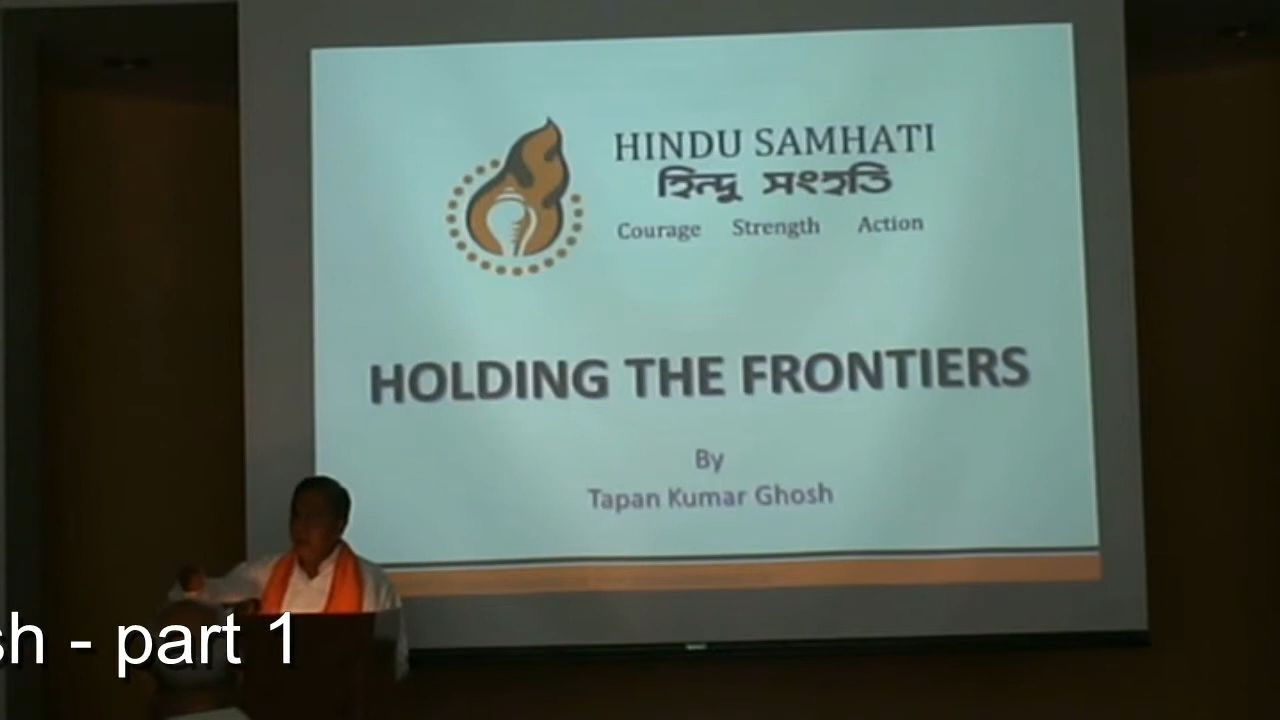 HINDU SAMHATI
হিন্দু সংহতি
Courage Strength Action
HOLDING THE FRONTIERS
By
Tapan Kumar Ghosh
sh - part 1